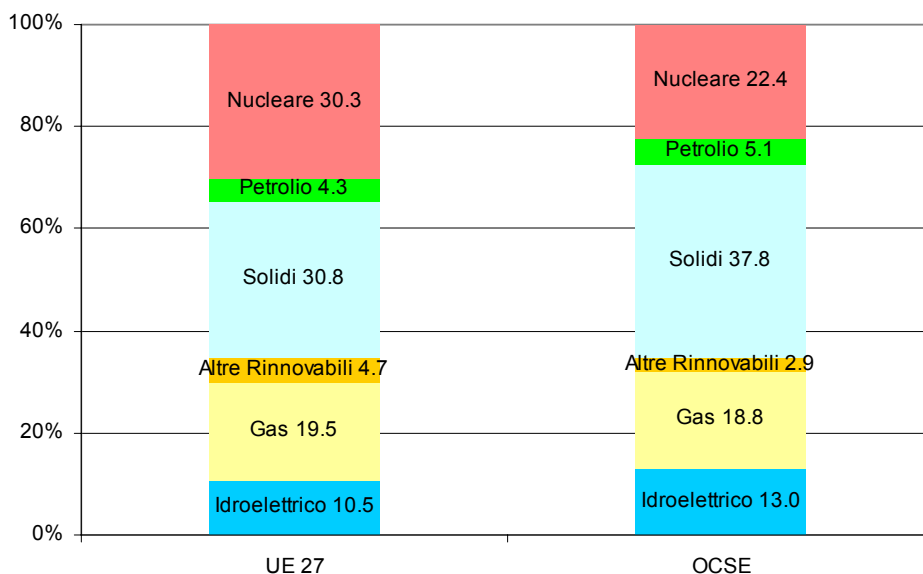 100%
80%
60%
40%
20%
0%
Nucleare 30.3
Petrolio 4.3
Solidi 30.8
Altre Rinnovabili 4.7
Gas 19.5
Idroelettrico 10.5
Nucleare 22.4
Petrolio 5.1
Solidi 37.8
Altre Rinnovabili 2.9
Gas 18.8
Idroelettrico 13.0
UE 27
OCSE